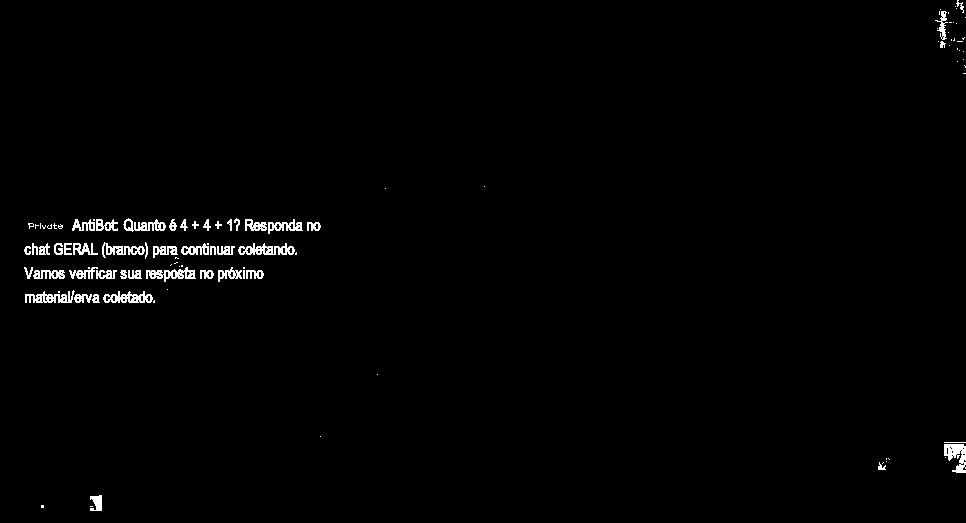 Private AntiBot: Quanto é 4 + 4 + 1? Responda no
chat GERAL (branco) para continuar coletando.
Vamos verificar sua resposta no próximo
material/erva coletado.